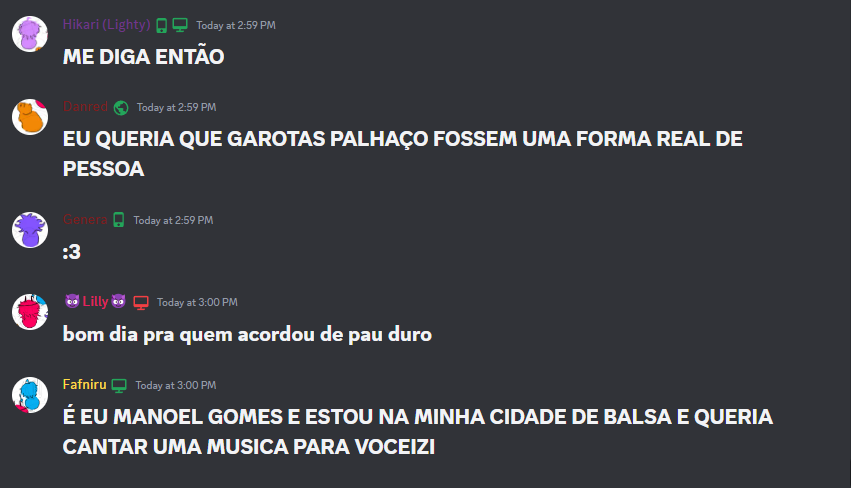 Hikari (Lighty) Today at 2:59 PM
ME DIGA ENTÃO
Danred Today at 2:59 PM
EU QUERIA QUE GAROTAS PALHAÇO FOSSEM UMA FORMA REAL DE
PESSOA
Genera Today at 2:59 PM
:3
😈Lilly😈 Today at 3:00 PM
bom dia pra quem acordou de pau duro
Fafniru Today at 3:00 PM
É EU MANOEL GOMES E ESTOU NA MINHA CIDADE DE BALSA E QUERIA
CANTAR UMA MUSICA PARA VOCEIZI